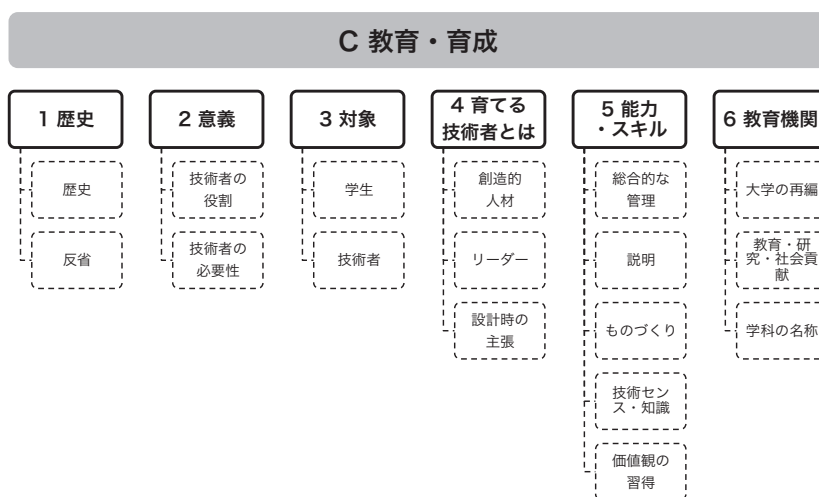 C 教育・育成
1 歴史
歴史
反省
2 意義
技術者の
役割
技術者の
必要性
3 対象
学生
技術者
4 育てる
技術者とは
創造的
人材
リーダー
設計時の
主張
5 能力
・スキル
総合的な
管理
説明
ものづくり
技術セン
ス・知識
価値観の
習得
6 教育機関
大学の再編
教育・研
究・社会貢
献
学科の名称